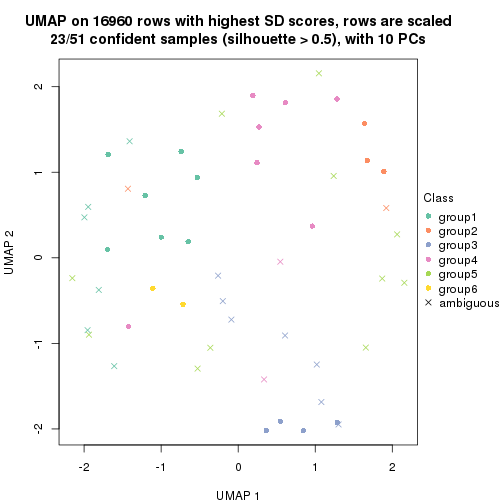 UMAP on 16960 rows with highest SD scores, rows are scaled
23/51 confident samples (silhouette > 0.5), with 10 PCs
UMAP 2
2
1
0
-1
-2
-2
-1
0
1
2
UMAP 1
Class
group1
group2
group3
group4
group5
group6
ambiguous